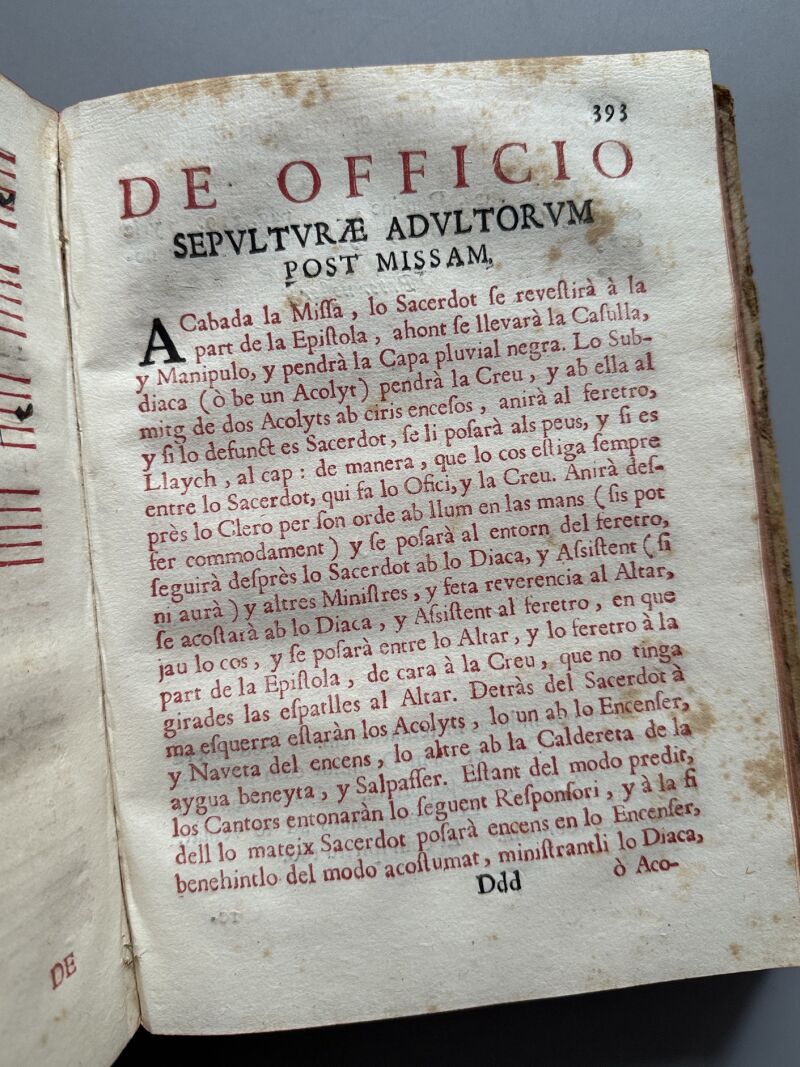 393
DE OFFICIO
SEPVLTVRÆ ADVLTORVM
POST MISSAM.
ACabada la Miſſa, lo Sacerdot ſe reveſtirà à la
part de la Epiſtola, ahont ſe llevarà la Caſulla,
y Manipulo, y pendrà la Capa pluvial negra. Lo Sub-
diaca (ò be un Acolyt) pendrà la Creu, y ab ella al
mitg de dos Acolyts ab ciris enceſos, anirà al feretro,
y ſi lo defunct es Sacerdot, ſe li poſarà als peus, y ſi es
Llaych, al cap: de manera, que lo cos eſtiga ſempre
entre lo Sacerdot, qui fa lo Ofici, y la Creu. Anirà deſ-
près lo Clero per ſon orde ab llum en las mans (ſis pot
fer commodament) y ſe poſarà al entorn del feretro,
ſeguirà deſprès lo Sacerdot ab lo Diaca, y Aſsiſtent (ſi
ni aurà) y altres Miniſtres, y feta reverencia al Altar,
ſe acoſtarà ab lo Diaca, y Aſsiſtent al feretro, en que
jau lo cos, y ſe poſarà entre lo Altar, y lo feretro à la
part de la Epiſtola, de cara à la Creu, que no tinga
girades las eſpatlles al Altar. Detràs del Sacerdot à
ma eſquerra eſtaràn los Acolyts, lo un ab lo Encenſer,
y Naveta del encens, lo altre ab la Caldereta de la
aygua beneyta, y Salpaſſer. Eſtant del modo predit,
los Cantors entonaràn lo ſeguent Reſponſori, y à la fi
dell lo mateix Sacerdot poſarà encens en lo Encenſer,
benehintlo del modo acoſtumat, miniſtrantli lo Diaca,
Ddd ò Aco-
DE